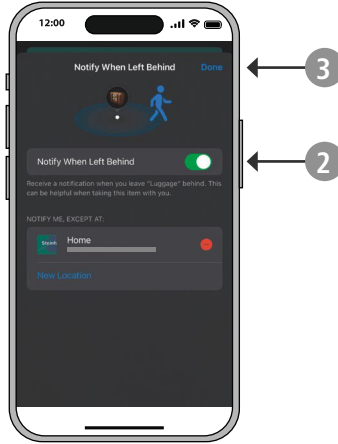 12:00
Notify When Left Behind Done
3
Notify When Left Behind
2
Receive a notification when you leave "Luggage" behind. This
can be helpful when taking this item with you.
NOTIFY ME, EXCEPT AT:
Home
New Location